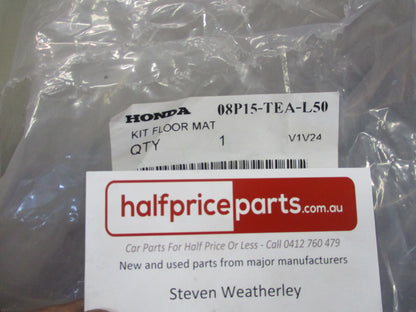 HONDA 08P15-TEA-L50
KIT FLOOR MAT
QTY 1 V1V24
halfpriceparts.com.au
Car Parts For Half Price Or Less - Call 0412 760 479
New and used parts from major manufacturers
Steven Weatherley